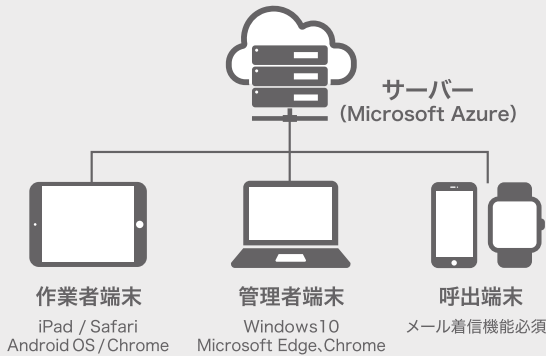 サーバー
（Microsoft Azure）
作業者端末
iPad / Safari
Android OS / Chrome
管理者端末
Windows10
Microsoft Edge、Chrome
呼出端末
メール着信機能必須